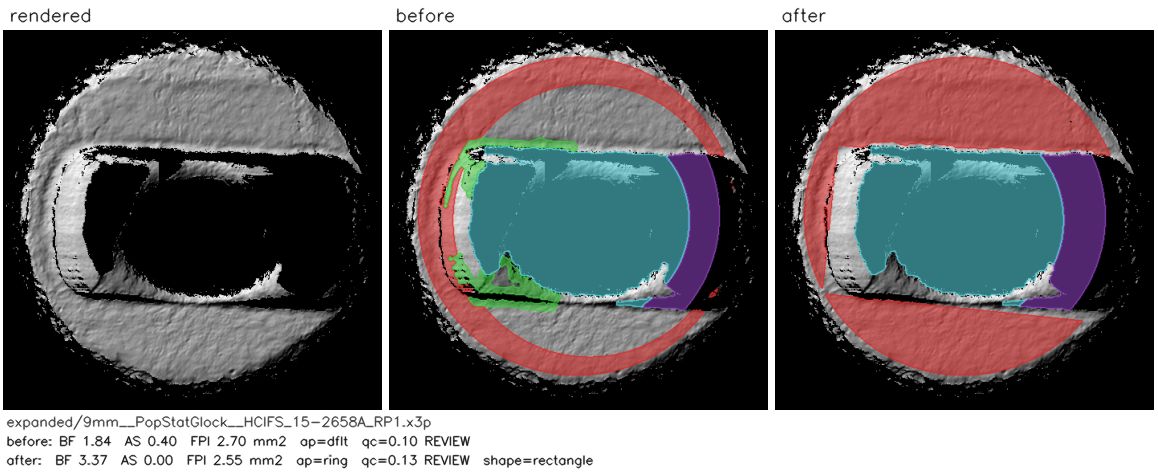 rendered
before
after
expanded/9mm__PopStatGlock__HCIFS_15-2658A_RP1.x3p
before: BF 1.84 AS 0.40 FPI 2.70 mm2 ap=dflt qc=0.10 REVIEW
after: BF 3.37 AS 0.00 FPI 2.55 mm2 ap=ring qc=0.13 REVIEW shape=rectangle